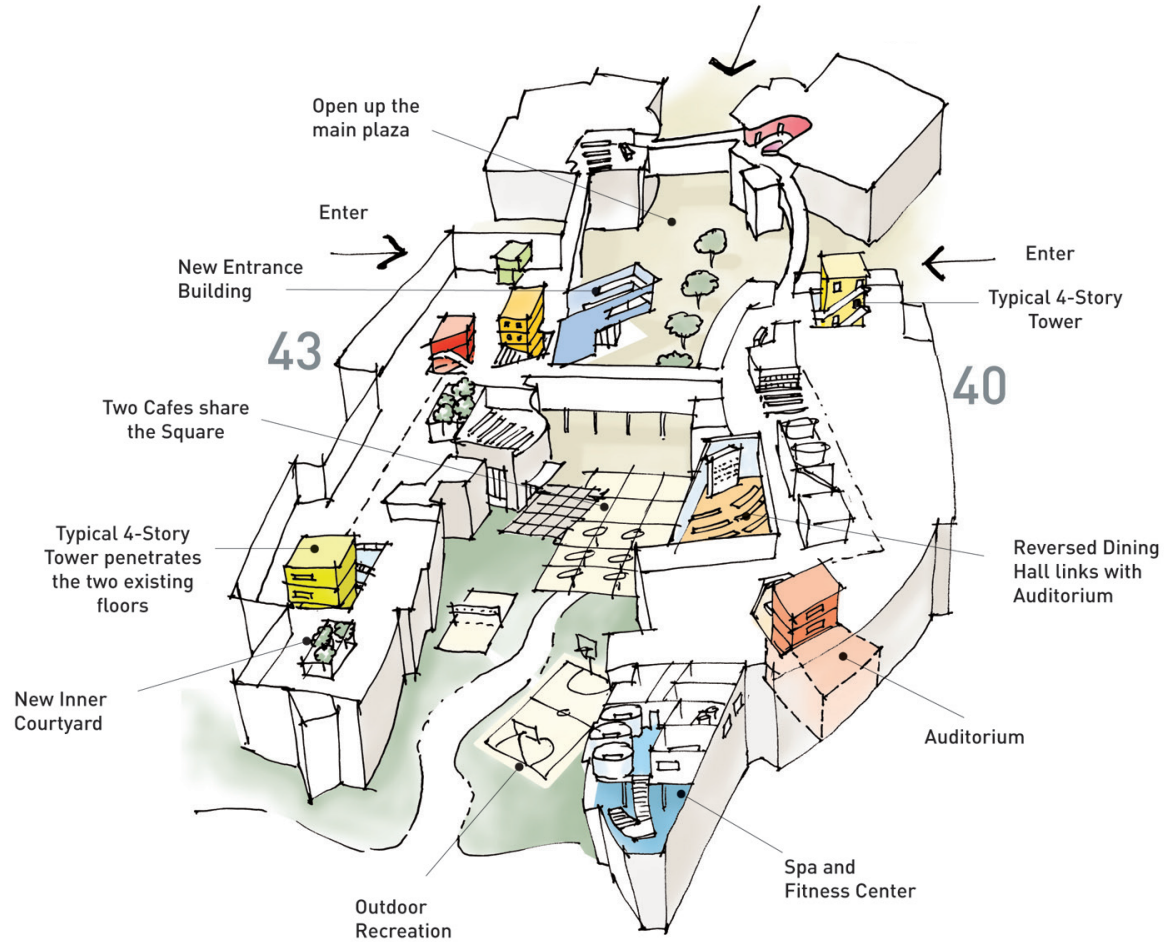 Open up the
main plaza
Enter
New Entrance
Building
43
Two Cafes share
the Square
Typical 4-Story
Tower penetrates
the two existing
floors
New Inner
Courtyard
Outdoor
Recreation
Enter
Typical 4-Story
Tower
40
Reversed Dining
Hall links with
Auditorium
Auditorium
Spa and
Fitness Center